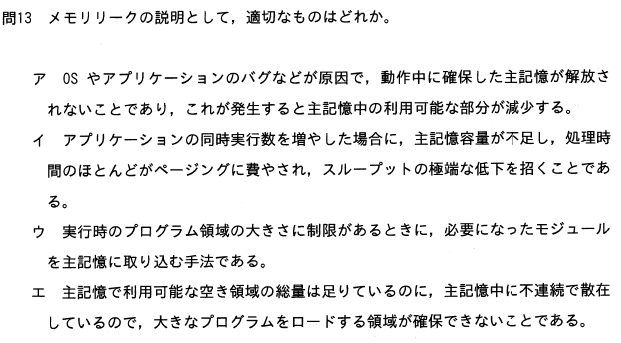 問13　メモリリークの説明として，適切なものはどれか。
ア　OS やアプリケーションのバグなどが原因で，動作中に確保した主記憶が解放さ
れないことであり，これが発生すると主記憶中の利用可能な部分が減少する。
イ　アプリケーションの同時実行数を増やした場合に，主記憶容量が不足し，処理時
間のほとんどがページングに費やされ，スループットの極端な低下を招くことであ
る。
ウ　実行時のプログラム領域の大きさに制限があるときに，必要になったモジュール
を主記憶に取り込む手法である。
エ　主記憶で利用可能な空き領域の総量は足りているのに，主記憶中に不連続で散在
しているので，大きなプログラムをロードする領域が確保できないことである。